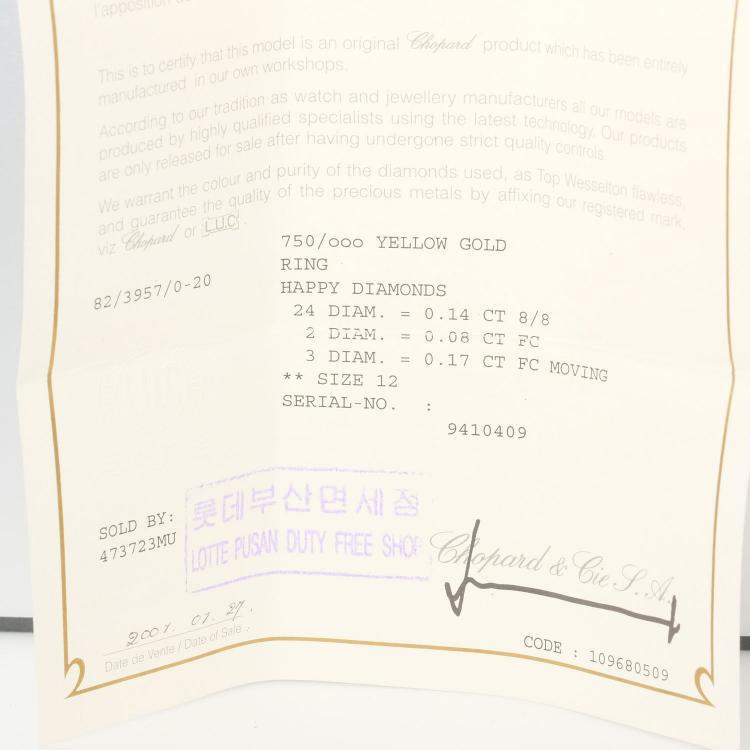 l'apposition
This is to certify that this model is an original Chopard product which has been entirely
manufactured in our own workshops.
According to our tradition as watch and jewellery manufacturers all our models are
produced by highly qualified specialists using the latest technology. Our products
are only released for sale after having undergone strict quality controls.
We warrant the colour and purity of the diamonds used, as Top Wesselton flawless,
and guarantee the quality of the precious metals by affixing our registered mark,
viz Chopard or L.U.C.
750/ooo YELLOW GOLD
RING
82/3957/0-20
HAPPY DIAMONDS
24 DIAM. = 0.14 CT 8/8
2 DIAM. = 0.08 CT FC
3 DIAM. = 0.17 CT FC MOVING
** SIZE 12
SERIAL-NO. :
9410409
SOLD BY:
473723MU
롯데부산면세점
LOTTE PUSAN DUTY FREE SHOP
Chopard & Cie S.A.
2007. 01. 27.
Date de Vente / Date of Sale :
CODE : 109680509